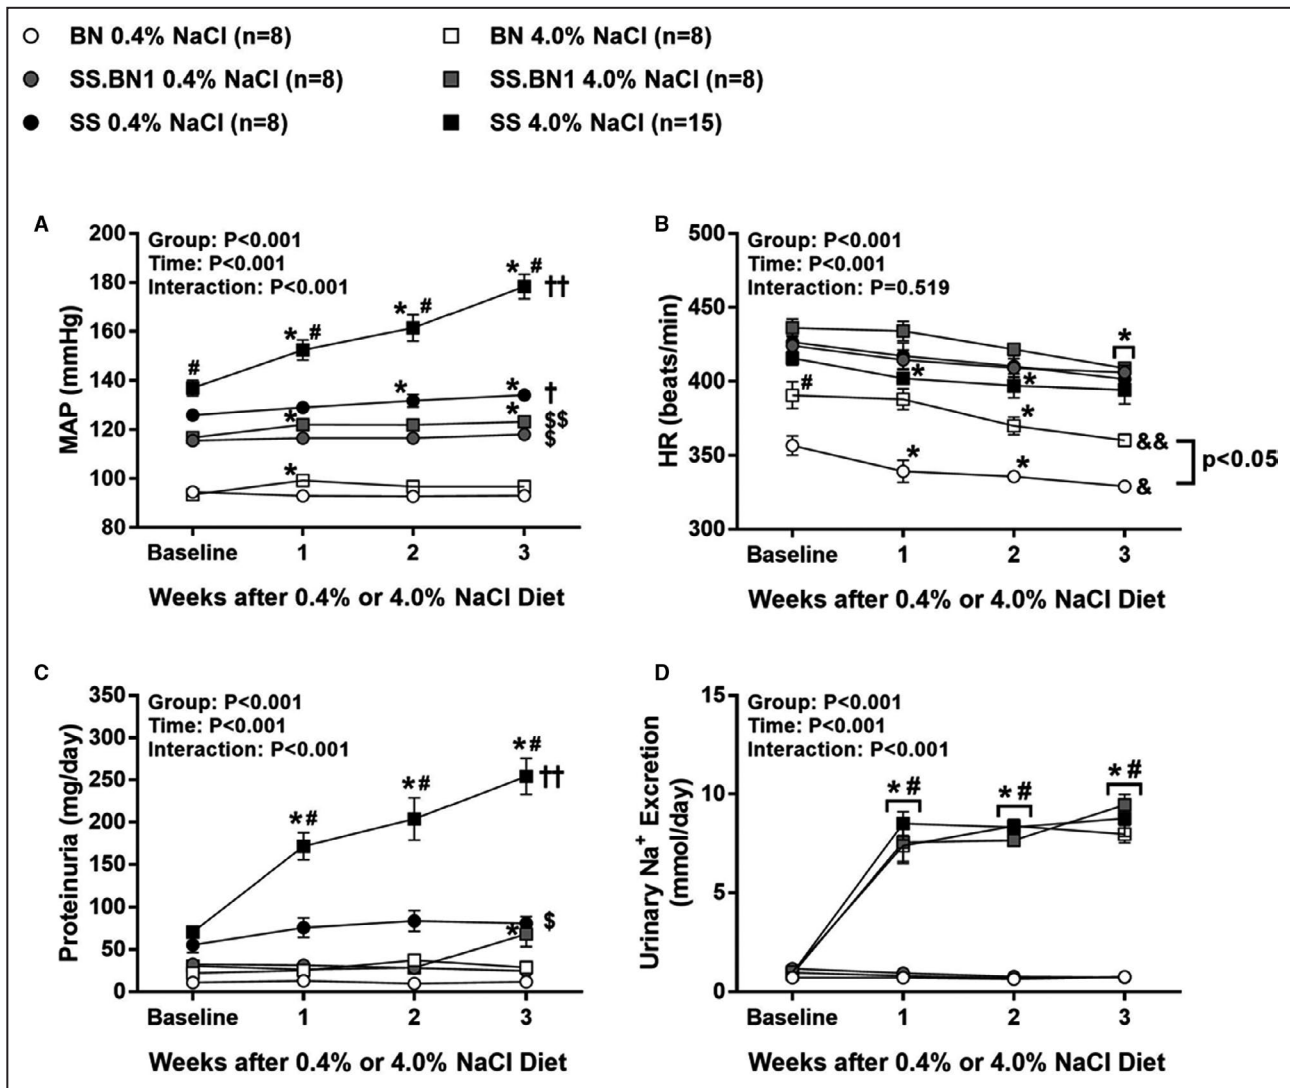 BN 0.4% NaCl (n=8)
BN 4.0% NaCl (n=8)
SS.BN1 0.4% NaCl (n=8)
SS.BN1 4.0% NaCl (n=8)
SS 0.4% NaCl (n=8)
SS 4.0% NaCl (n=15)
A
MAP (mmHg)
200
180
160
140
120
100
80
Group: P<0.001
Time: P<0.001
Interaction: P<0.001
#
*#
*#
*# ††
* * †
* * $$
$
*
Baseline 1 2 3
Weeks after 0.4% or 4.0% NaCl Diet
B
HR (beats/min)
500
450
400
350
300
Group: P<0.001
Time: P<0.001
Interaction: P=0.519
*
* *
#
* &&
* * &
p<0.05
Baseline 1 2 3
Weeks after 0.4% or 4.0% NaCl Diet
C
Proteinuria (mg/day)
350
300
250
200
150
100
50
0
Group: P<0.001
Time: P<0.001
Interaction: P<0.001
*#
*#
*#
††
* $
Baseline 1 2 3
Weeks after 0.4% or 4.0% NaCl Diet
D
Urinary Na⁺ Excretion
(mmol/day)
15
10
5
0
Group: P<0.001
Time: P<0.001
Interaction: P<0.001
*#
*#
*#
Baseline 1 2 3
Weeks after 0.4% or 4.0% NaCl Diet